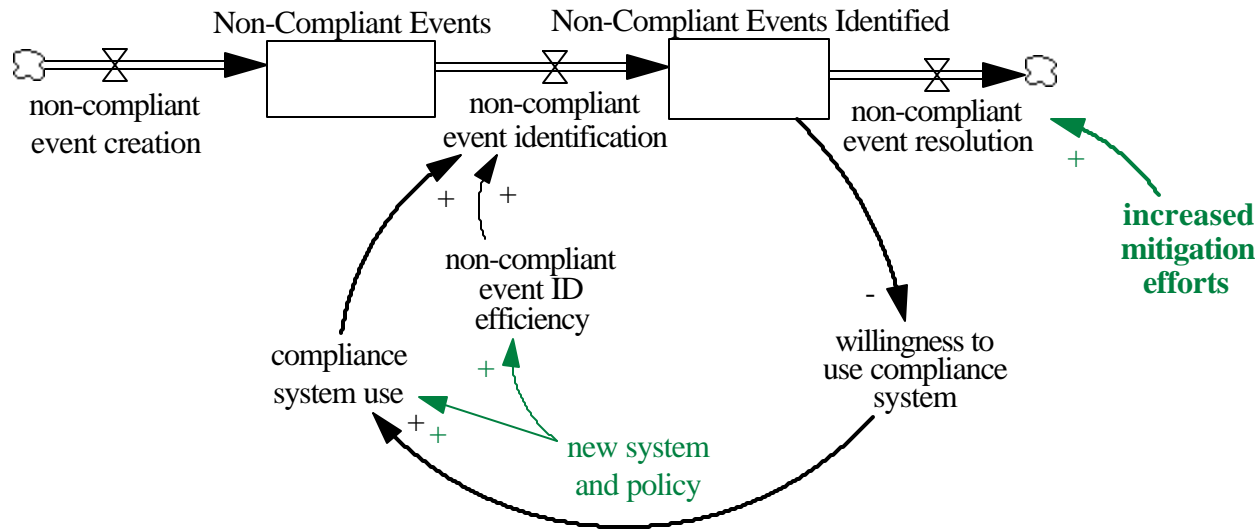 Non-Compliant Events
Non-Compliant Events Identified
non-compliant
event creation
non-compliant
event identification
non-compliant
event resolution
+
+
+
increased
mitigation
efforts
non-compliant
event ID
efficiency
-
compliance
system use
+
willingness to
use compliance
system
+
+
new system
and policy